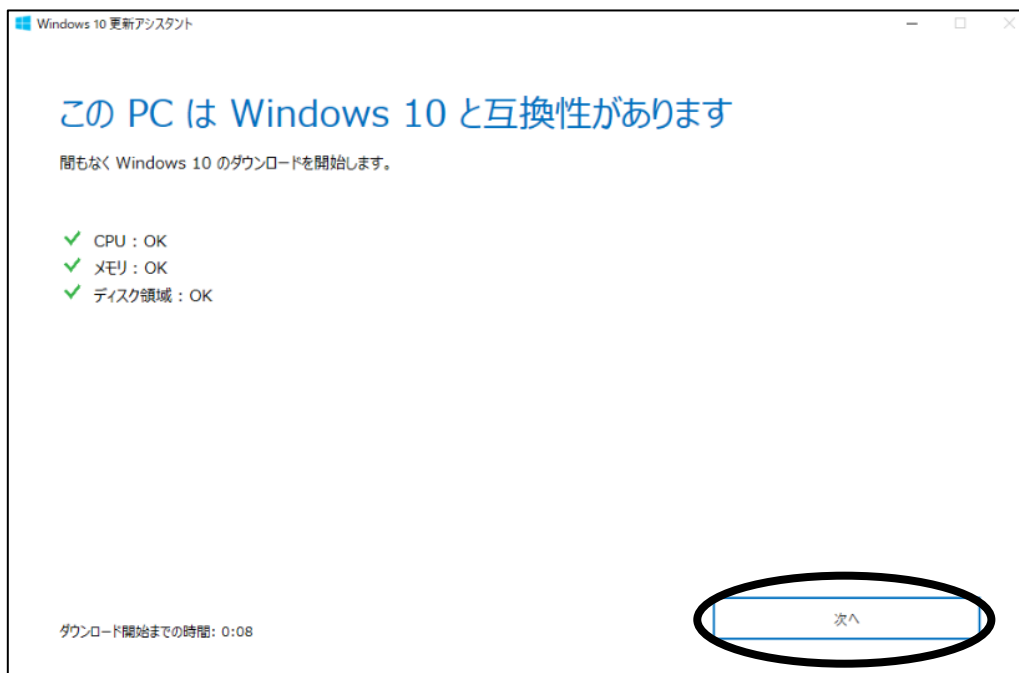 Windows 10 更新アシスタント
この PC は Windows 10 と互換性があります
間もなく Windows 10 のダウンロードを開始します。
CPU : OK
メモリ : OK
ディスク領域 : OK
ダウンロード開始までの時間: 0:08
次へ